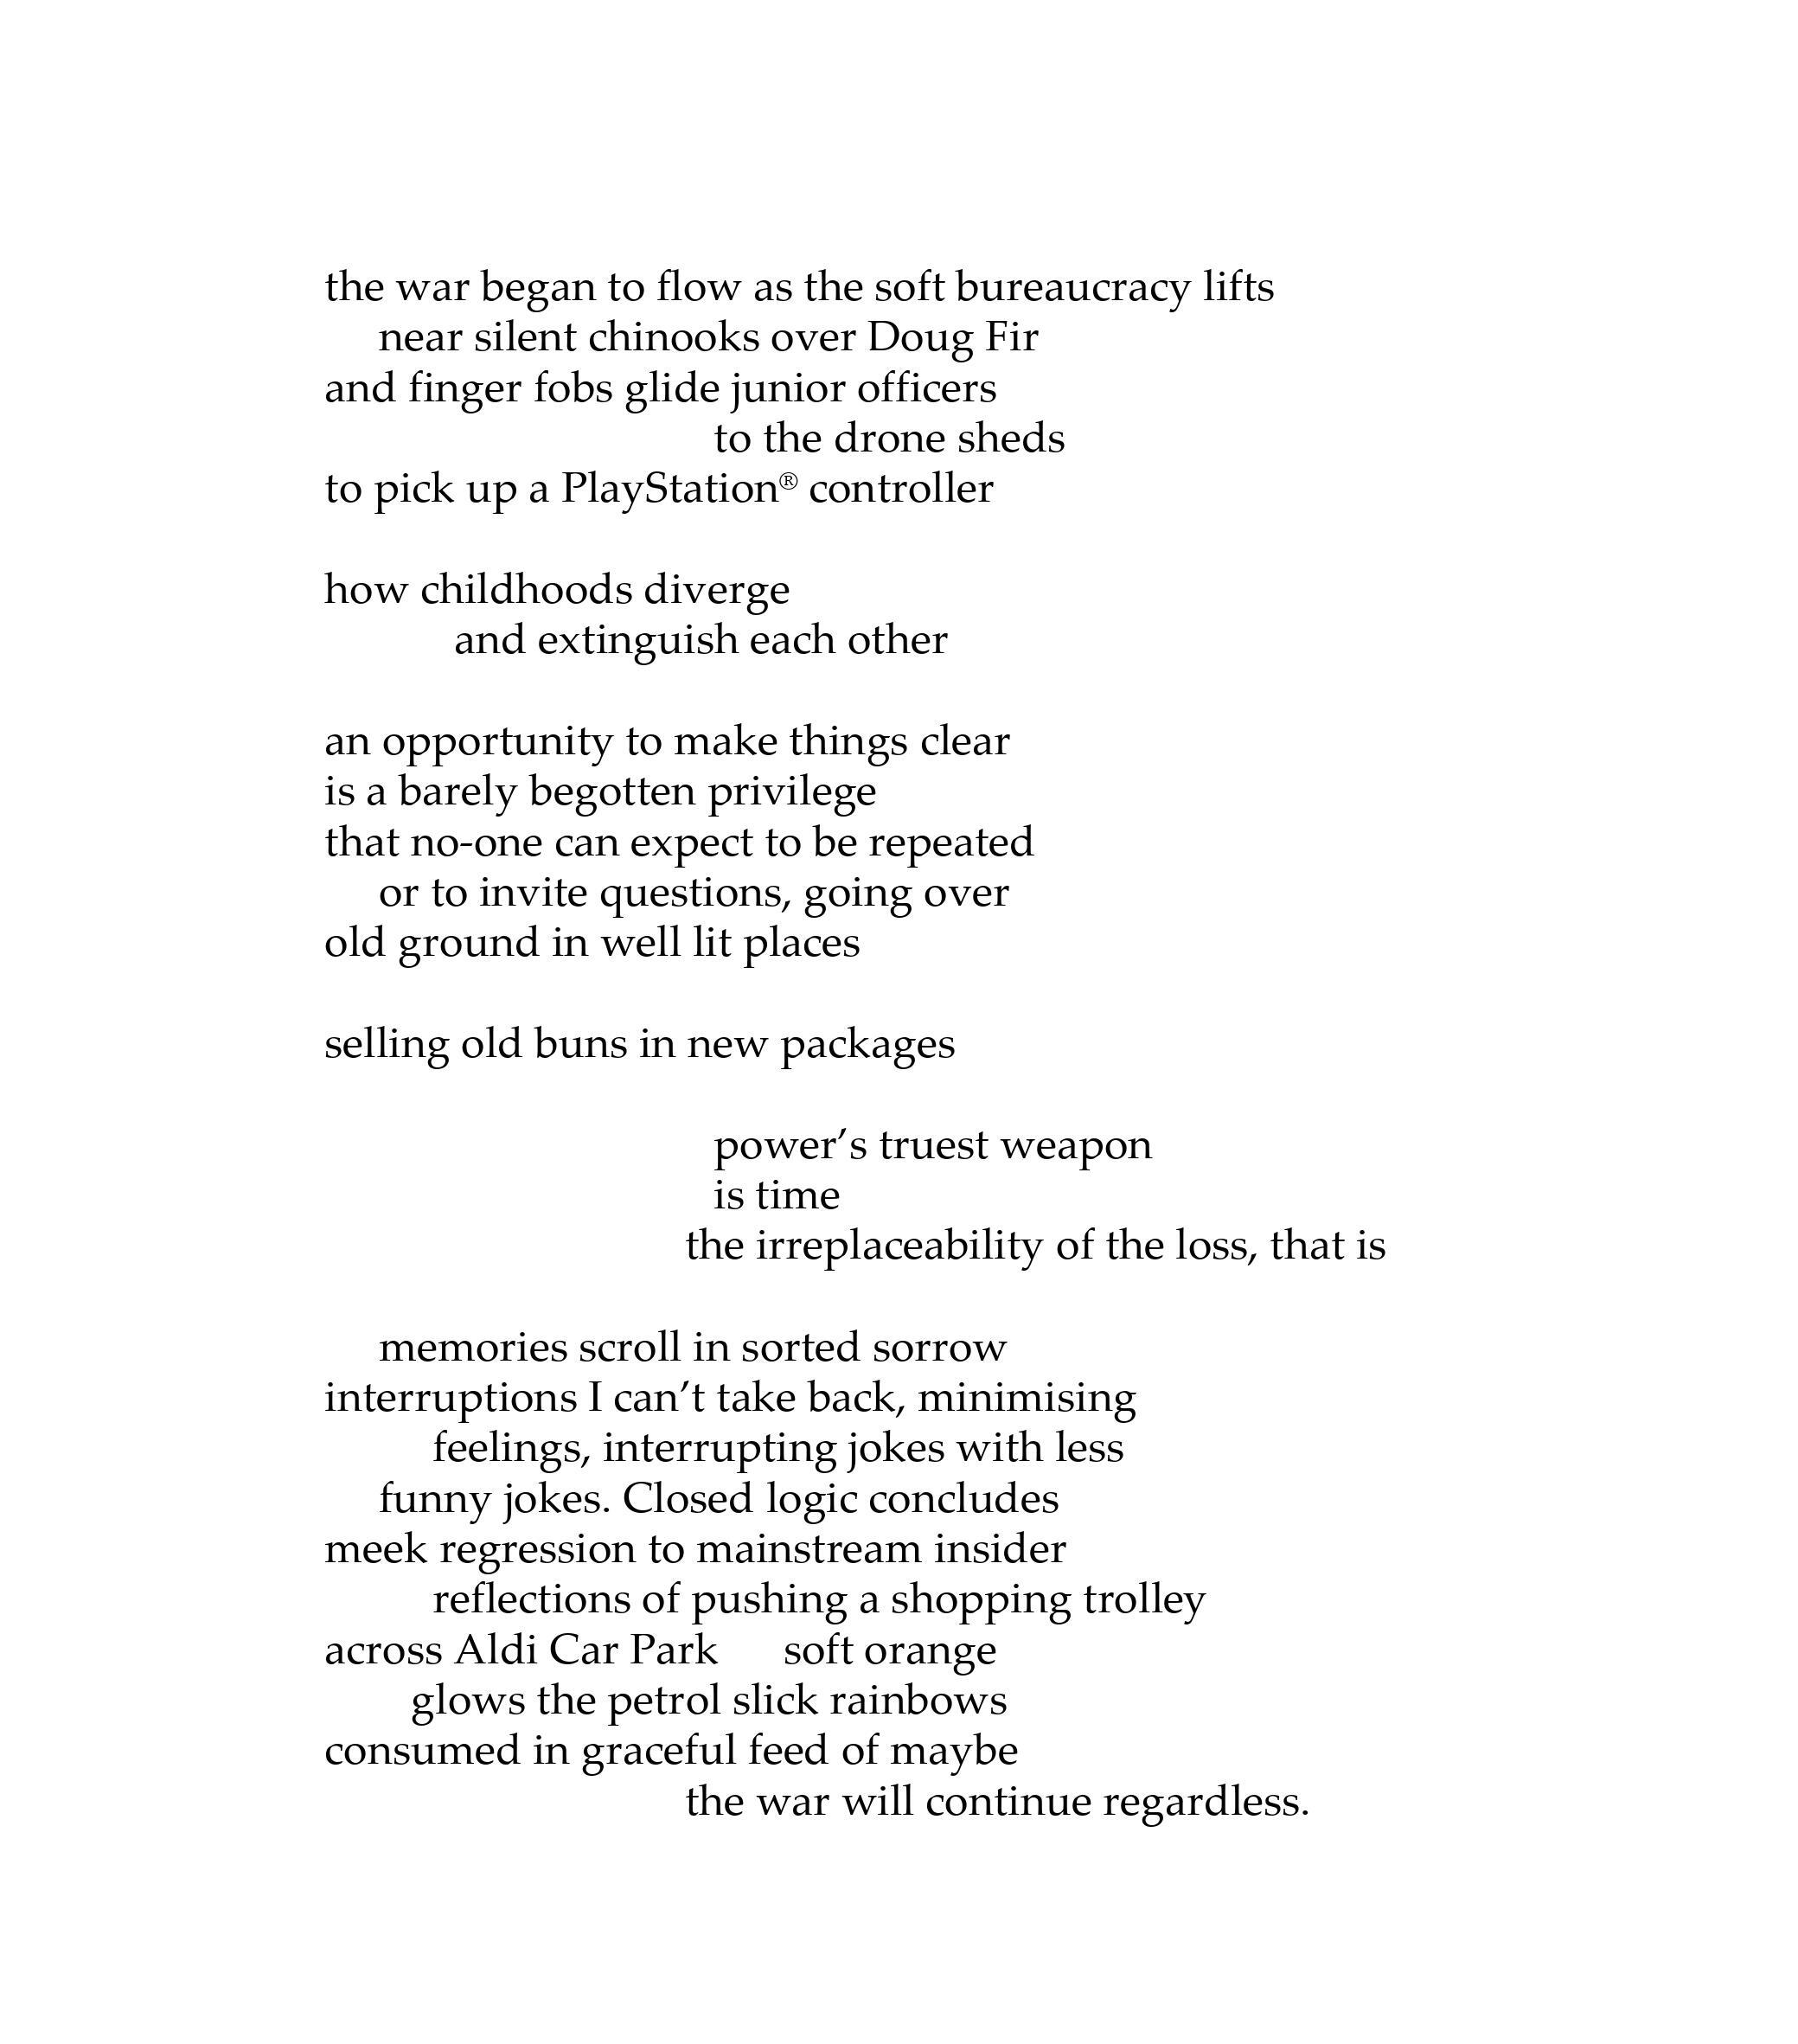 the war began to flow as the soft bureaucracy lifts
near silent chinooks over Doug Fir
and finger fobs glide junior officers
to the drone sheds
to pick up a PlayStation® controller
how childhoods diverge
and extinguish each other
an opportunity to make things clear
is a barely begotten privilege
that no-one can expect to be repeated
or to invite questions, going over
old ground in well lit places
selling old buns in new packages
power’s truest weapon
is time
the irreplaceability of the loss, that is
memories scroll in sorted sorrow
interruptions I can’t take back, minimising
feelings, interrupting jokes with less
funny jokes. Closed logic concludes
meek regression to mainstream insider
reflections of pushing a shopping trolley
across Aldi Car Park soft orange
glows the petrol slick rainbows
consumed in graceful feed of maybe
the war will continue regardless.